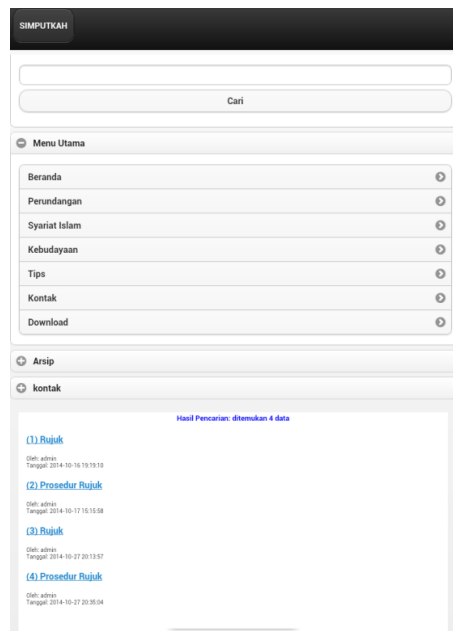 SIMPUTKAH
Cari
Menu Utama
Beranda
Perundangan
Syariat Islam
Kebudayaan
Tips
Kontak
Download
Arsip
kontak
Hasil Pencarian: ditemukan 4 data
(1) Rujuk
Oleh: admin
Tanggal: 2014-10-16 19:19:10
(2) Prosedur Rujuk
Oleh: admin
Tanggal: 2014-10-17 15:15:58
(3) Rujuk
Oleh: admin
Tanggal: 2014-10-27 20:13:57
(4) Prosedur Rujuk
Oleh: admin
Tanggal: 2014-10-27 20:35:04